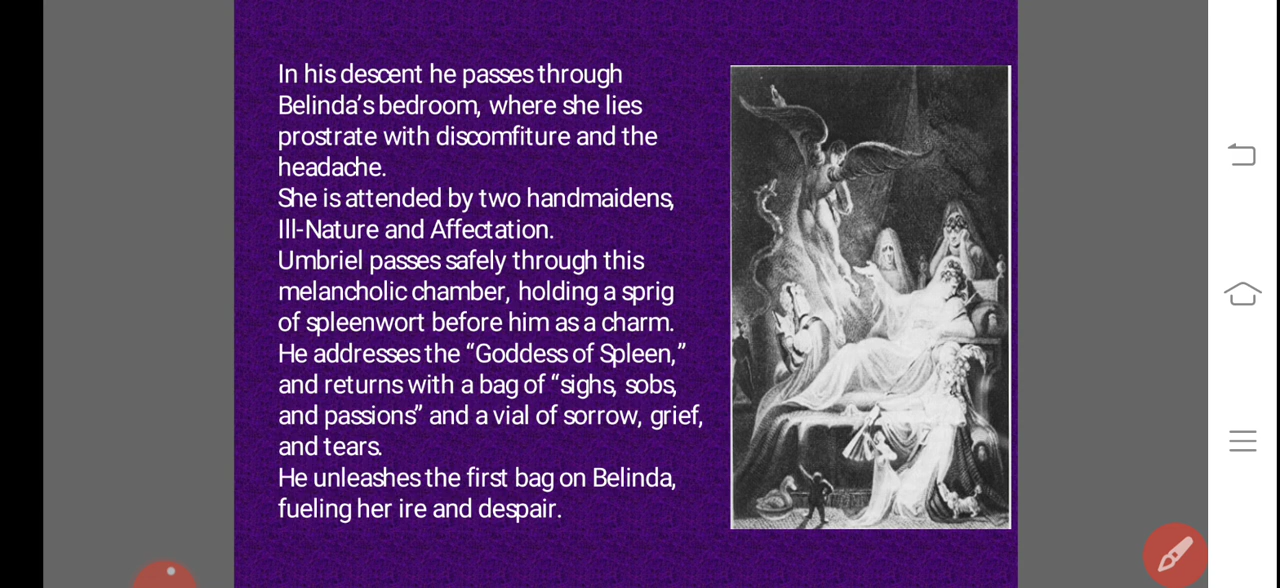 In his descent he passes through
Belinda's bedroom, where she lies
prostrate with discomfiture and the
headache.
She is attended by two handmaidens,
Ill-Nature and Affectation.
Umbriel passes safely through this
melancholic chamber, holding a sprig
of spleenwort before him as a charm.
He addresses the “Goddess of Spleen,”
and returns with a bag of “sighs, sobs,
and passions” and a vial of sorrow, grief,
and tears.
He unleashes the first bag on Belinda,
fueling her ire and despair.